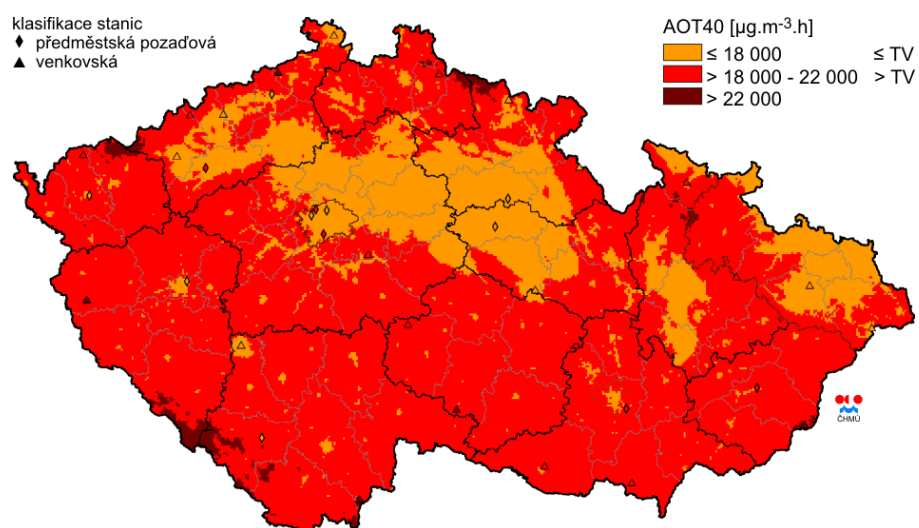 klasifikace stanic
předměstská pozaďová
venkovská
AOT40 [µg.m⁻³.h]
≤ 18 000 ≤ TV
> 18 000 - 22 000 > TV
> 22 000
ČHMÚ